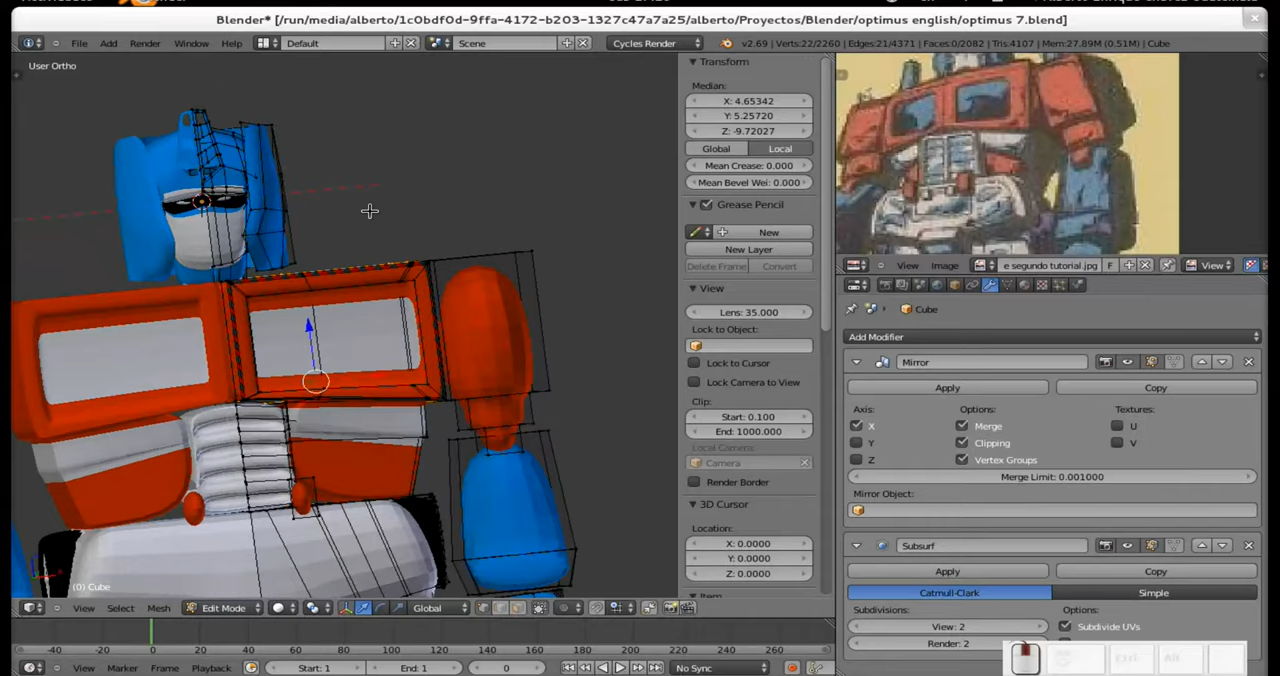 Blender* [/run/media/alberto/1c0bdf0d-9ffa-4172-b203-1327c47a7a25/alberto/Proyectos/Blender/optimus english/optimus 7.blend]
File Add Render Window Help Default Scene Cycles Render v2.69 | Verts:22/2260 | Edges:21/4371 | Faces:0/2082 | Tris:4107 | Mem:27.89M (0.51M) | Cube
User Ortho
Transform
Median:
X: 4.65342
Y: 5.25720
Z: -9.72027
Global Local
Mean Crease: 0.000
Mean Bevel Wei: 0.000
Grease Pencil
New
New Layer
Delete Frame Convert
View
Lens: 35.000
Lock to Object:
Lock to Cursor
Lock Camera to View
Clip:
Start: 0.100
End: 1000.000
Local Camera:
Camera
Render Border
3D Cursor
Location:
X: 0.0000
Y: 0.0000
Z: 0.0000
View Image e segundo tutorial.jpg F View
Cube
Add Modifier
Mirror
Apply Copy
Axis: Options: Textures:
X Merge U
Y Clipping V
Z Vertex Groups
Merge Limit: 0.001000
Mirror Object:
Subsurf
Apply Copy
Catmull-Clark Simple
Subdivisions: Options:
View: 2 Subdivide UVs
Render: 2
Ctrl Alt
(0) Cube
View Select Mesh Edit Mode Global
-40 -20 0 20 40 60 80 100 120 140 160 180 200 220 240 260
View Marker Frame Playback Start: 1 End: 1 0 No Sync